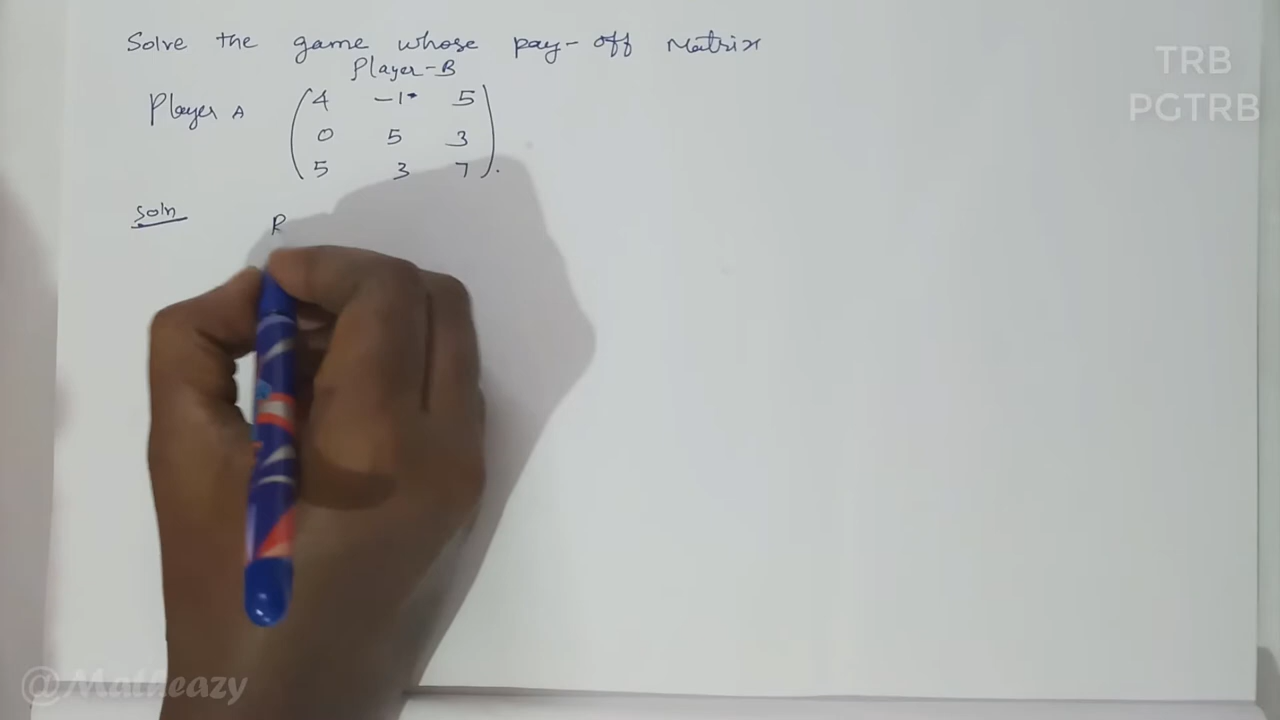 Solve the game whose pay-off Matrix
Player-B
Player A
4 -1 5
0 5 3
5 3 7
Soln
R
TRB
PGTRB
@Matheazy